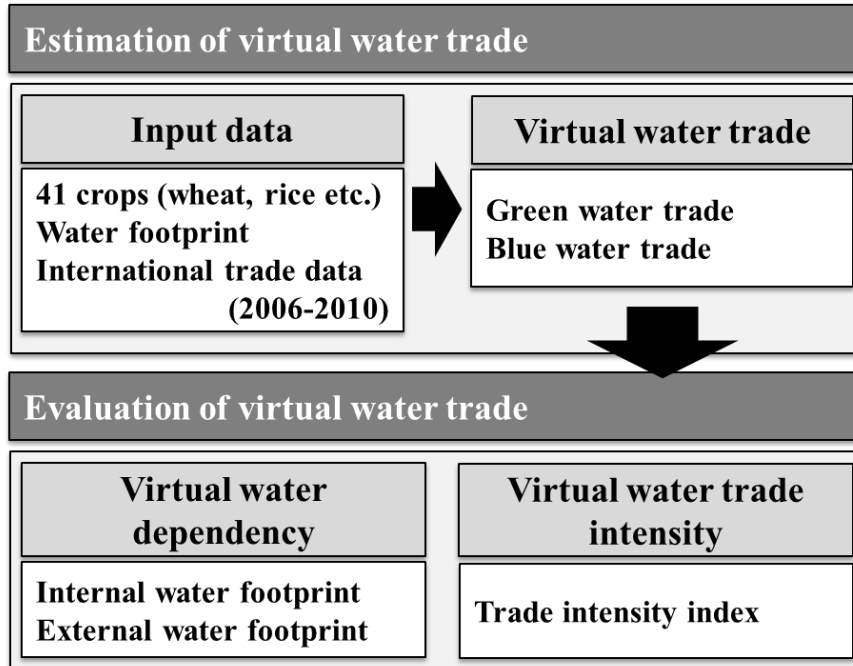 Estimation of virtual water trade
Input data
41 crops (wheat, rice etc.)
Water footprint
International trade data
(2006-2010)
Virtual water trade
Green water trade
Blue water trade
Evaluation of virtual water trade
Virtual water
dependency
Internal water footprint
External water footprint
Virtual water trade
intensity
Trade intensity index